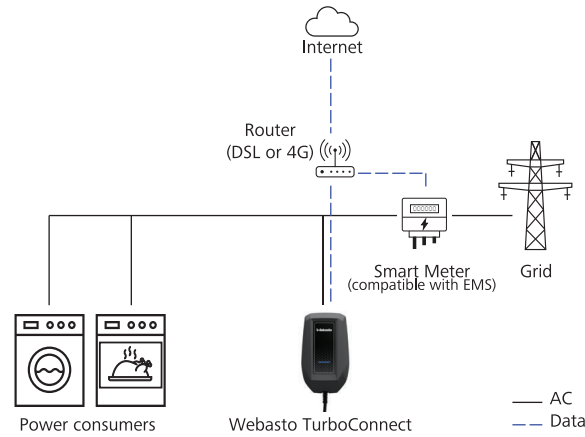 Internet
Router
(DSL or 4G)
Smart Meter
(compatible with EMS)
Grid
Power consumers
Webasto TurboConnect
AC
Data